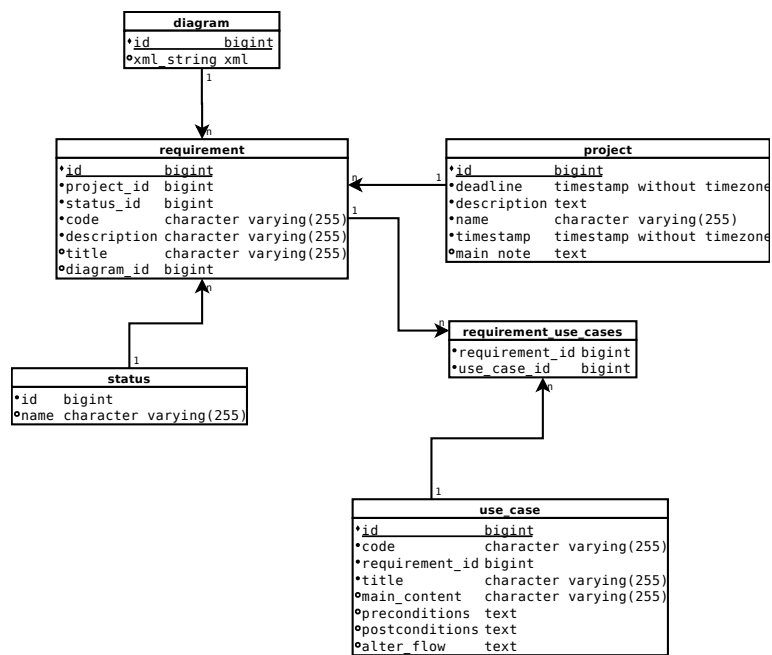 diagram
id bigint
xml_string xml
1
n
requirement
id bigint
project_id bigint
status_id bigint
code character varying(255)
description character varying(255)
title character varying(255)
diagram_id bigint
n
1
1
n
project
id bigint
deadline timestamp without timezone
description text
name character varying(255)
timestamp timestamp without timezone
main_note text
n
requirement_use_cases
requirement_id bigint
use_case_id bigint
n
1
status
id bigint
name character varying(255)
1
use_case
id bigint
code character varying(255)
requirement_id bigint
title character varying(255)
main_content character varying(255)
preconditions text
postconditions text
alter_flow text